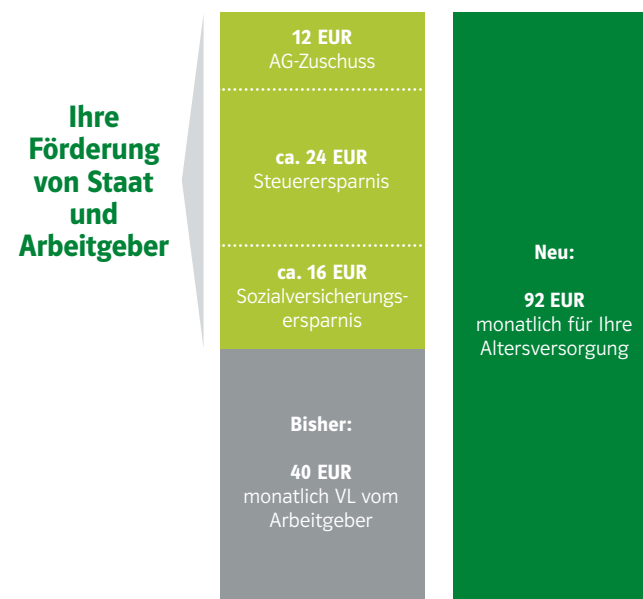 Ihre
Förderung
von Staat
und
Arbeitgeber
12 EUR
AG-Zuschuss
ca. 24 EUR
Steuerersparnis
ca. 16 EUR
Sozialversicherungs-
ersparnis
Bisher:
40 EUR
monatlich VL vom
Arbeitgeber
Neu:
92 EUR
monatlich für Ihre
Altersversorgung